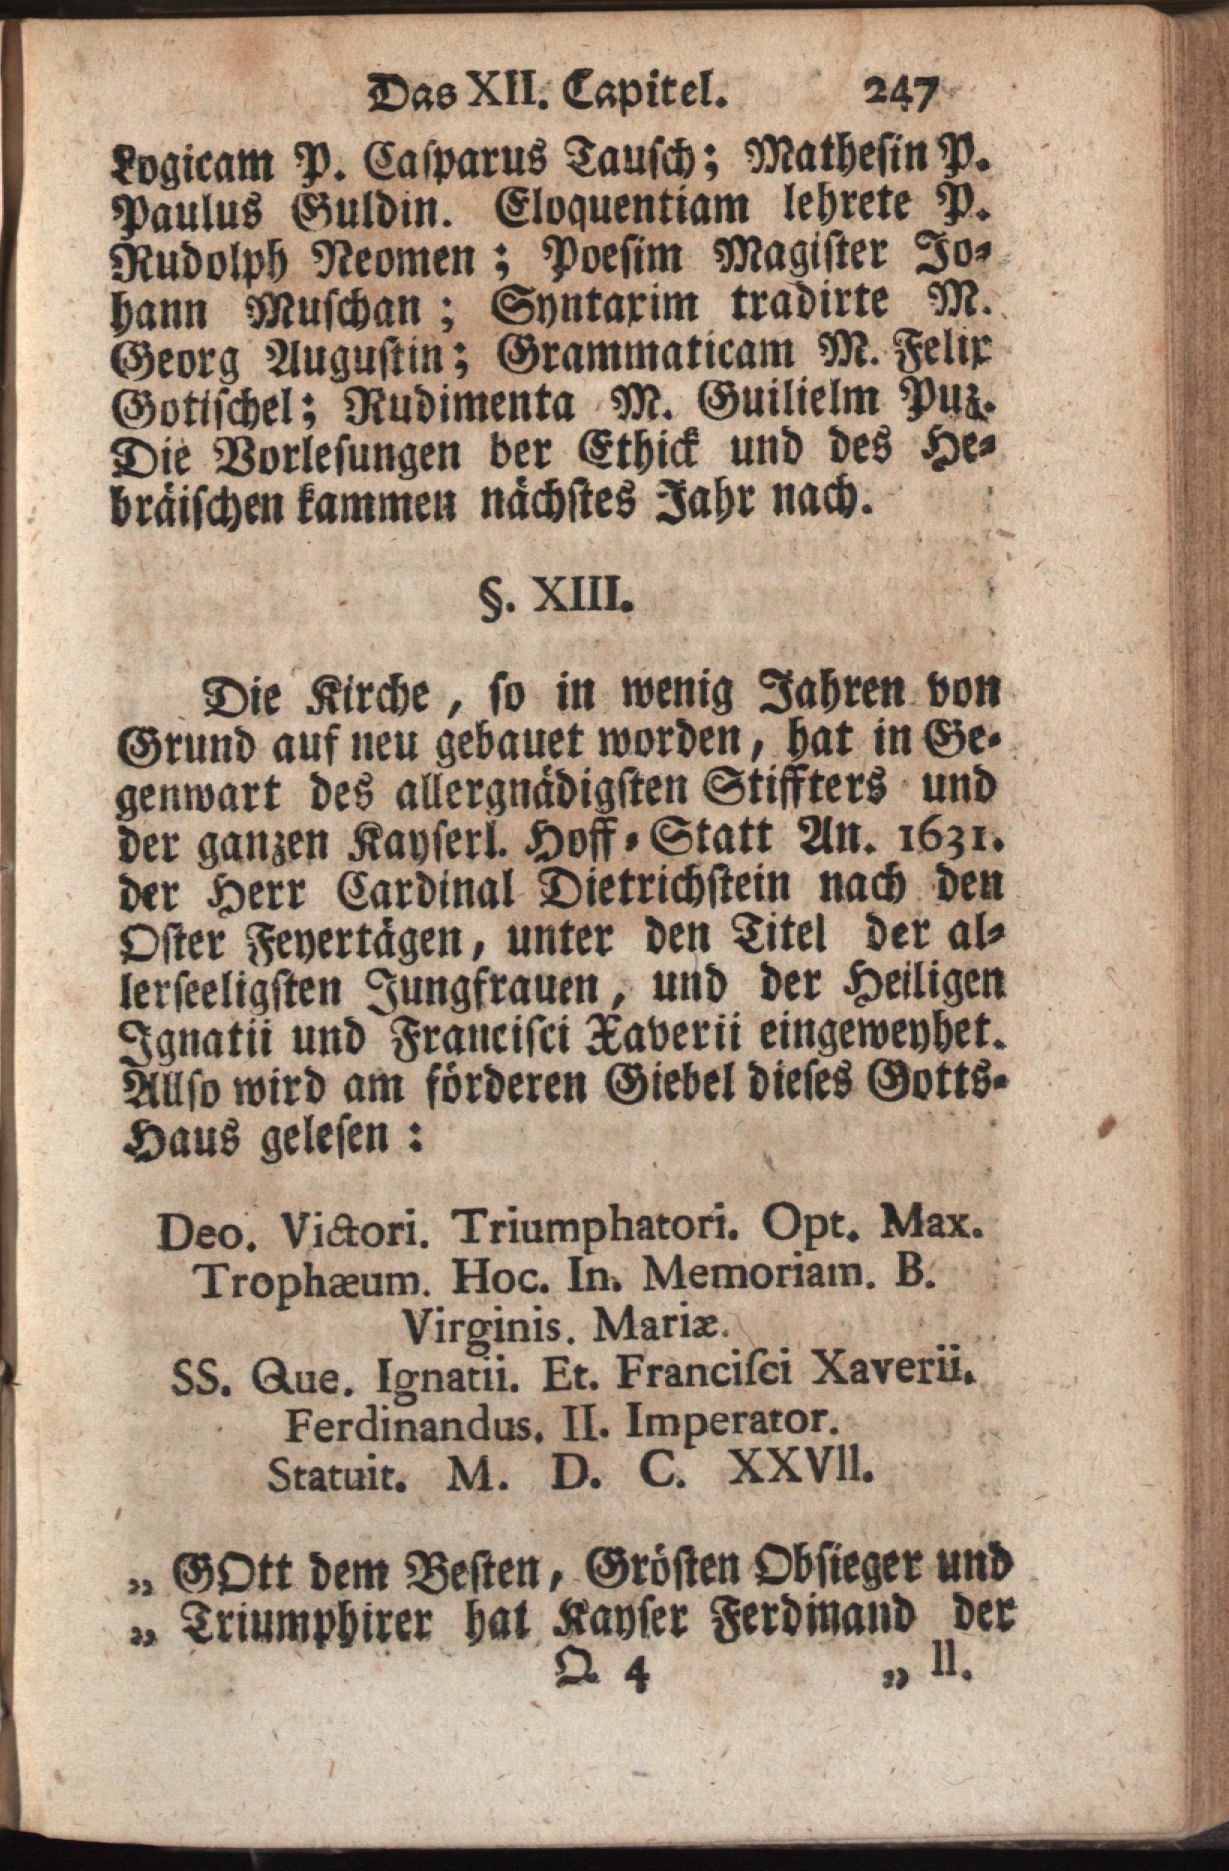 Das XII. Capitel. 247
Logicam P. Caſparus Tauſch; Matheſin P.
Paulus Guldin. Eloquentiam lehrete P.
Rudolph Neomen; Poeſim Magiſter Jo⸗
hann Muſchan; Syntaxim tradirte M.
Georg Auguſtin; Grammaticam M. Felix
Gotiſchel; Rudimenta M. Guilielm Puz.
Die Vorleſungen der Ethick und des He⸗
bräiſchen kammen nächſtes Jahr nach.
§. XIII.
Die Kirche, ſo in wenig Jahren von
Grund auf neu gebauet worden, hat in Ge⸗
genwart des allergnädigſten Stiffters und
der ganzen Kayſerl. Hoff⸗Statt An. 1631.
der Herr Cardinal Dietrichſtein nach den
Oſter Feyertägen, unter den Titel der al⸗
lerſeeligſten Jungfrauen, und der Heiligen
Ignatii und Franciſci Xaverii eingeweyhet.
Allſo wird am förderen Giebel dieſes Gotts⸗
Haus geleſen:
Deo. Victori. Triumphatori. Opt. Max.
Trophæum. Hoc. In. Memoriam. B.
Virginis. Mariæ.
SS. Que. Ignatii. Et. Franciſci Xaverii.
Ferdinandus. II. Imperator.
Statuit. M. D. C. XXVll.
„ GOtt dem Beſten, Gröſten Obſieger und
„ Triumphirer hat Kayſer Ferdinand der
Q 4 „ ll.